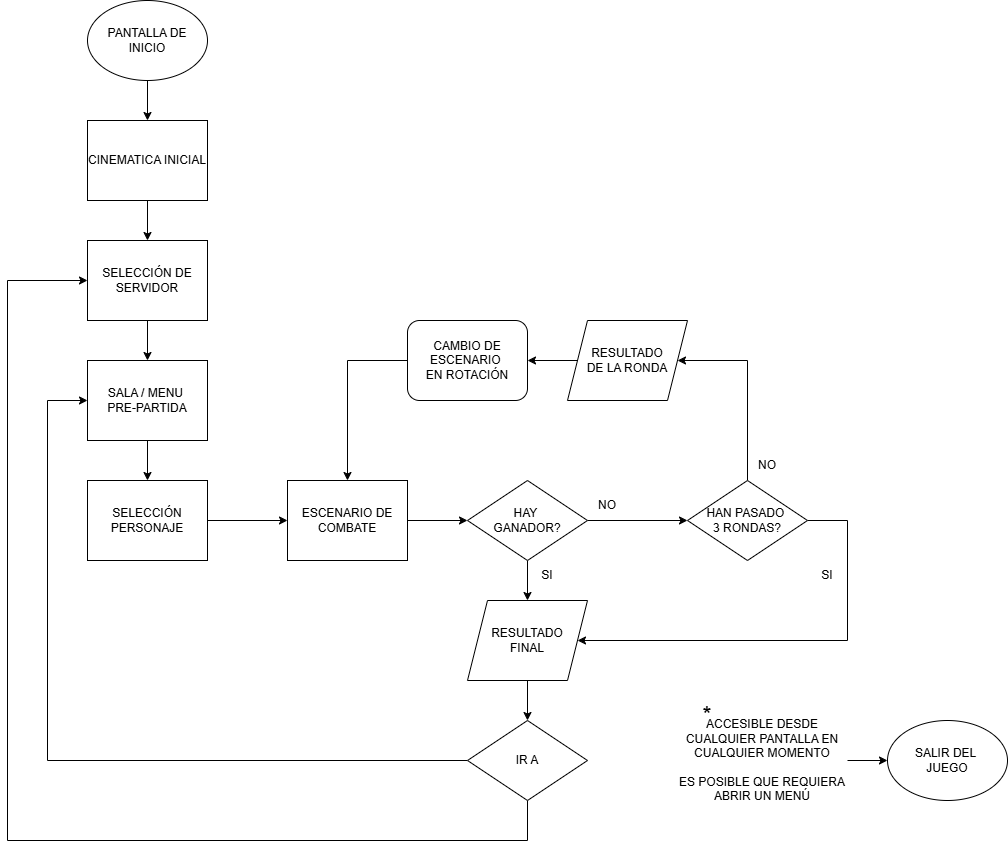 PANTALLA DE
INICIO
CINEMATICA INICIAL
SELECCIÓN DE
SERVIDOR
SALA / MENU
PRE-PARTIDA
SELECCIÓN
PERSONAJE
ESCENARIO DE
COMBATE
CAMBIO DE
ESCENARIO
EN ROTACIÓN
RESULTADO
DE LA RONDA
NO
HAY
GANADOR?
NO
HAN PASADO
3 RONDAS?
SI
SI
RESULTADO
FINAL
IR A
*
ACCESIBLE DESDE
CUALQUIER PANTALLA EN
CUALQUIER MOMENTO
ES POSIBLE QUE REQUIERA
ABRIR UN MENÚ
SALIR DEL
JUEGO